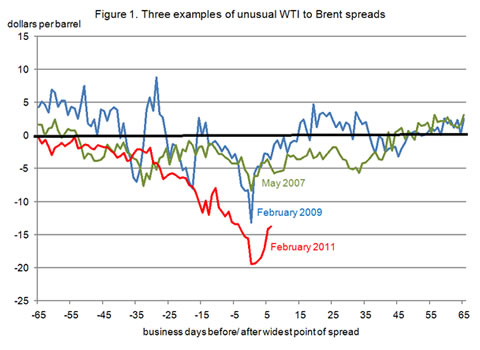 Figure 1. Three examples of unusual WTI to Brent spreads
dollars per barrel
15
10
5
0
-5
-10
-15
-20
-25
May 2007
February 2009
February 2011
-65 -55 -45 -35 -25 -15 -5 5 15 25 35 45 55 65
business days before/after widest point of spread